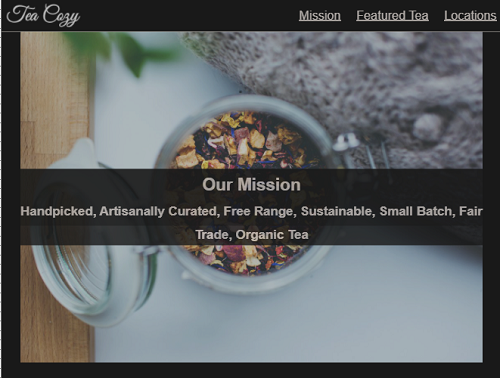 Tea Cozy
Mission Featured Tea Locations
Our Mission
Handpicked, Artisanally Curated, Free Range, Sustainable, Small Batch, Fair
Trade, Organic Tea